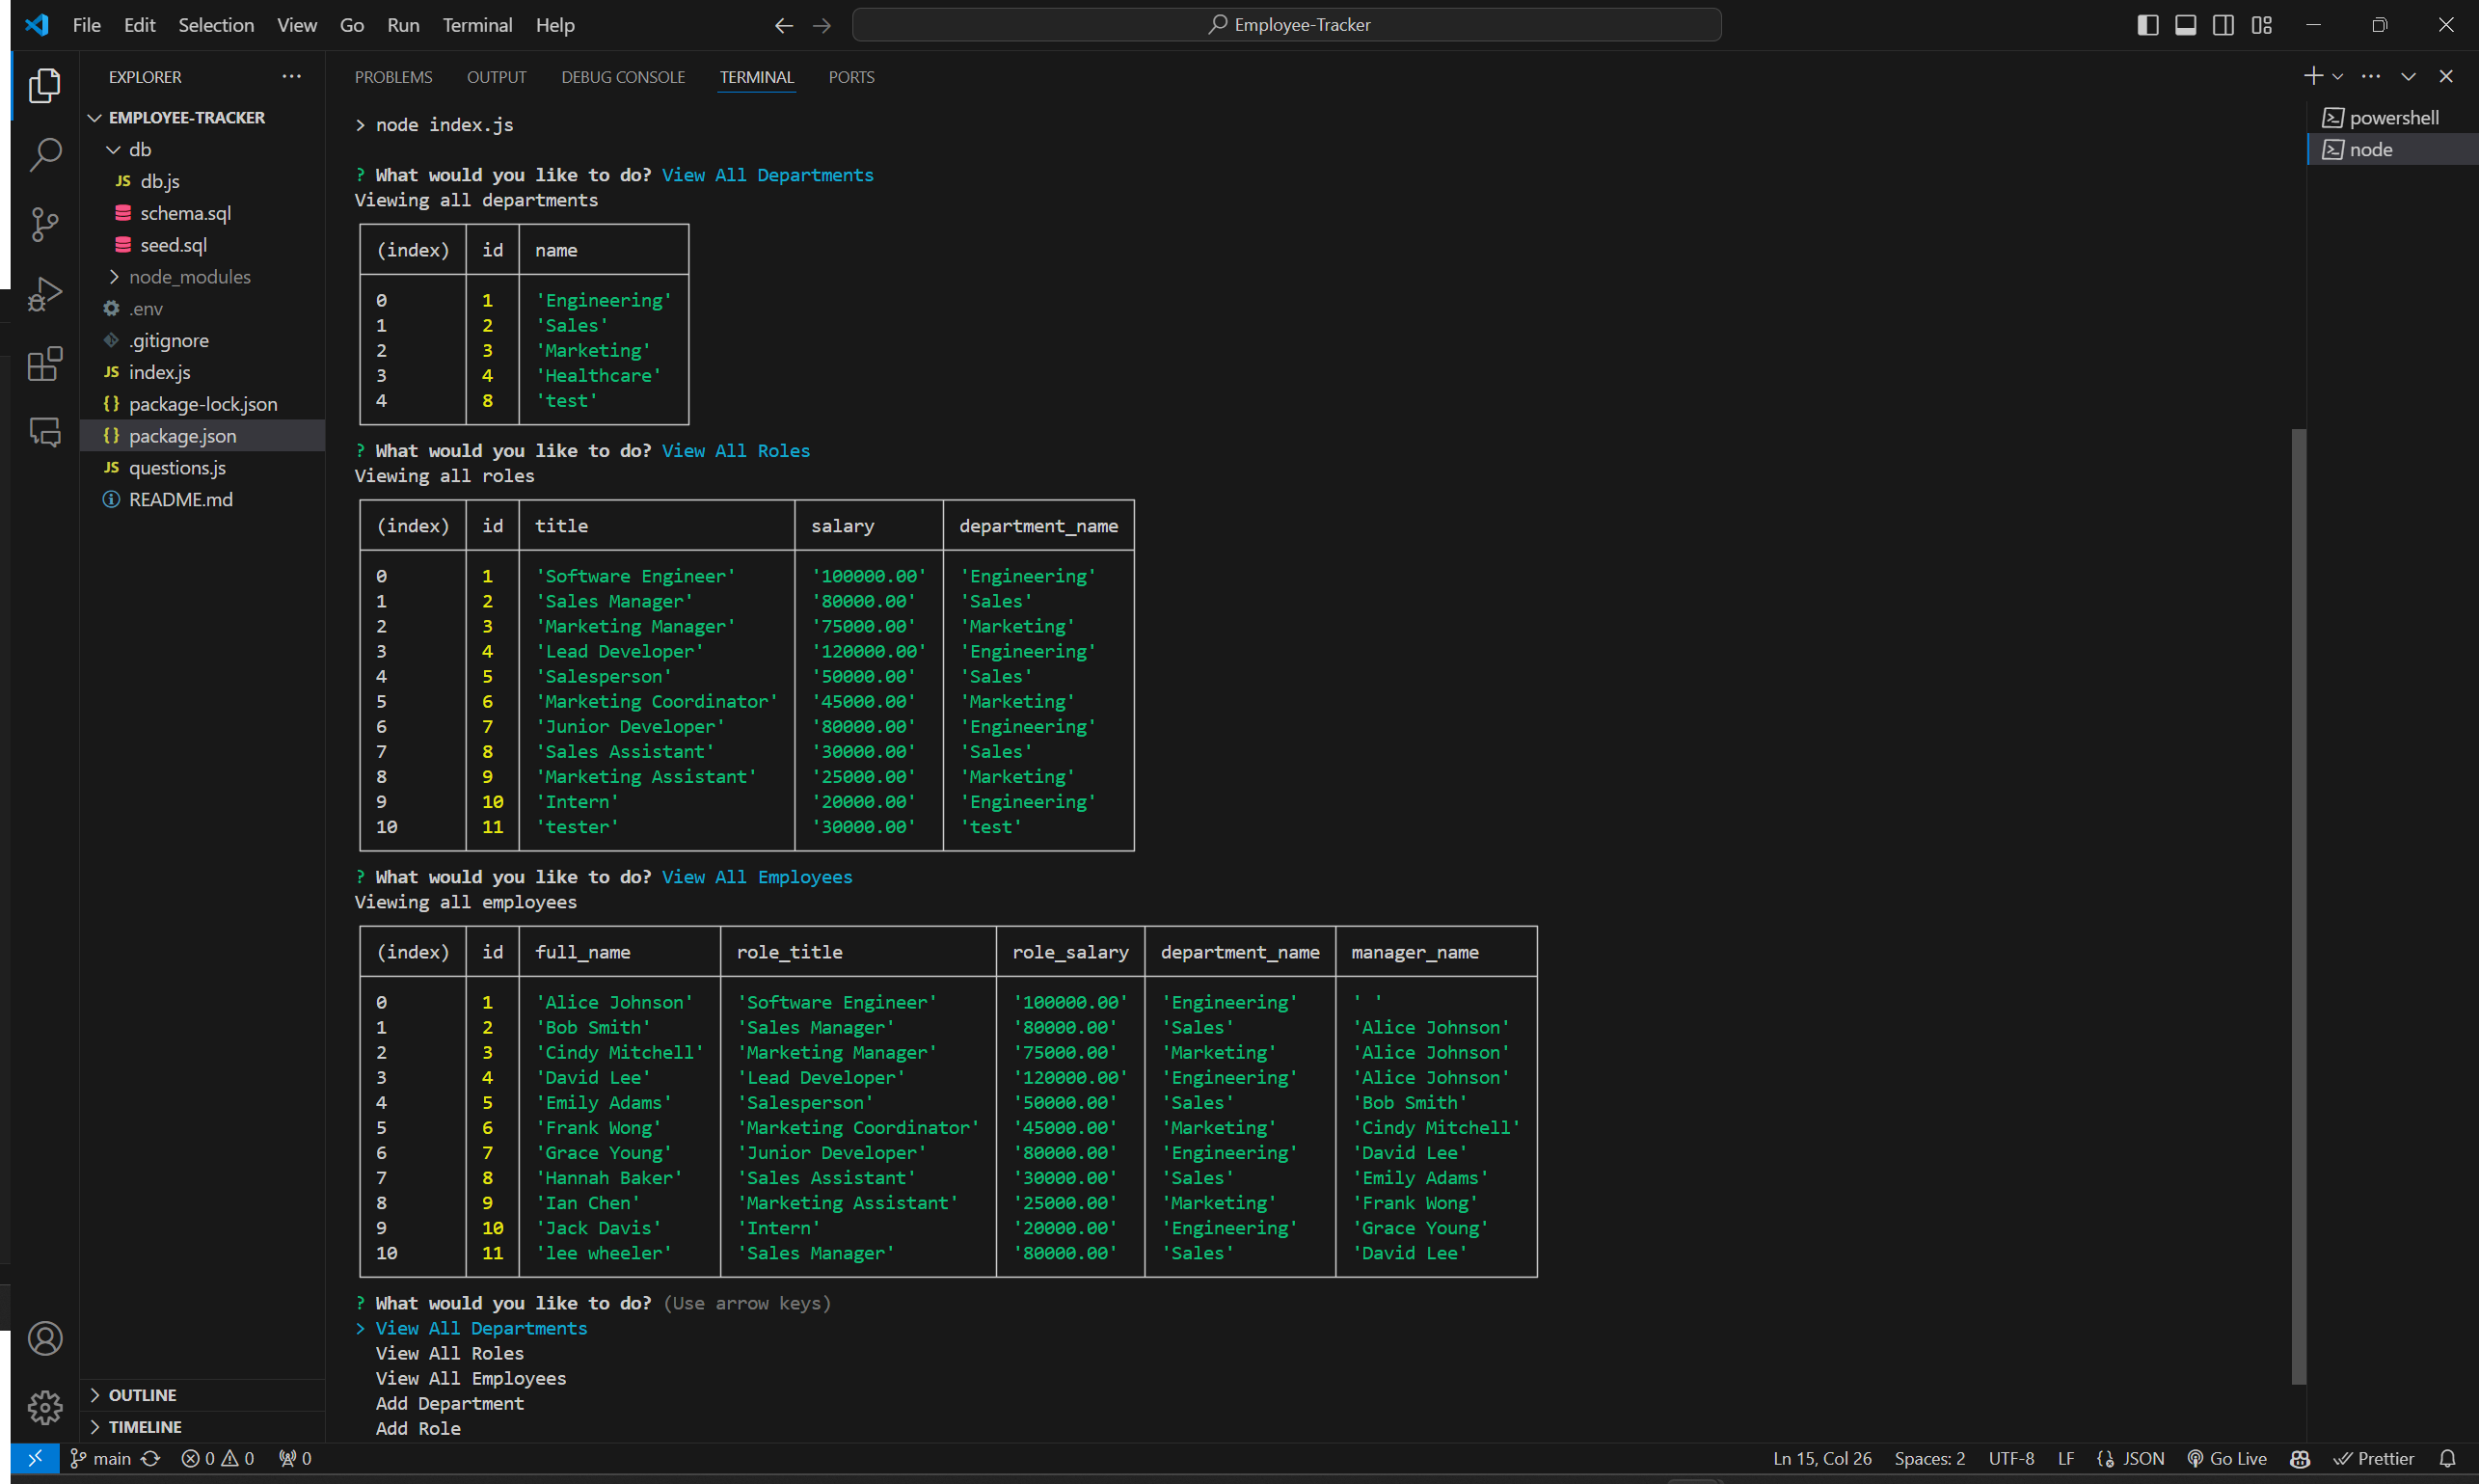 File Edit Selection View Go Run Terminal Help
Employee-Tracker
EXPLORER
EMPLOYEE-TRACKER
db
JS db.js
schema.sql
seed.sql
node_modules
.env
.gitignore
JS index.js
{} package-lock.json
{} package.json
JS questions.js
README.md
OUTLINE
TIMELINE
PROBLEMS OUTPUT DEBUG CONSOLE TERMINAL PORTS
powershell
node
> node index.js
? What would you like to do? View All Departments
Viewing all departments
(index) id name
0 1 'Engineering'
1 2 'Sales'
2 3 'Marketing'
3 4 'Healthcare'
4 8 'test'
? What would you like to do? View All Roles
Viewing all roles
(index) id title salary department_name
0 1 'Software Engineer' '100000.00' 'Engineering'
1 2 'Sales Manager' '80000.00' 'Sales'
2 3 'Marketing Manager' '75000.00' 'Marketing'
3 4 'Lead Developer' '120000.00' 'Engineering'
4 5 'Salesperson' '50000.00' 'Sales'
5 6 'Marketing Coordinator' '45000.00' 'Marketing'
6 7 'Junior Developer' '80000.00' 'Engineering'
7 8 'Sales Assistant' '30000.00' 'Sales'
8 9 'Marketing Assistant' '25000.00' 'Marketing'
9 10 'Intern' '20000.00' 'Engineering'
10 11 'tester' '30000.00' 'test'
? What would you like to do? View All Employees
Viewing all employees
(index) id full_name role_title role_salary department_name manager_name
0 1 'Alice Johnson' 'Software Engineer' '100000.00' 'Engineering' ' '
1 2 'Bob Smith' 'Sales Manager' '80000.00' 'Sales' 'Alice Johnson'
2 3 'Cindy Mitchell' 'Marketing Manager' '75000.00' 'Marketing' 'Alice Johnson'
3 4 'David Lee' 'Lead Developer' '120000.00' 'Engineering' 'Alice Johnson'
4 5 'Emily Adams' 'Salesperson' '50000.00' 'Sales' 'Bob Smith'
5 6 'Frank Wong' 'Marketing Coordinator' '45000.00' 'Marketing' 'Cindy Mitchell'
6 7 'Grace Young' 'Junior Developer' '80000.00' 'Engineering' 'David Lee'
7 8 'Hannah Baker' 'Sales Assistant' '30000.00' 'Sales' 'Emily Adams'
8 9 'Ian Chen' 'Marketing Assistant' '25000.00' 'Marketing' 'Frank Wong'
9 10 'Jack Davis' 'Intern' '20000.00' 'Engineering' 'Grace Young'
10 11 'lee wheeler' 'Sales Manager' '80000.00' 'Sales' 'David Lee'
? What would you like to do? (Use arrow keys)
> View All Departments
View All Roles
View All Employees
Add Department
Add Role
main 0 0 0 Ln 15, Col 26 Spaces: 2 UTF-8 LF {} JSON Go Live Prettier